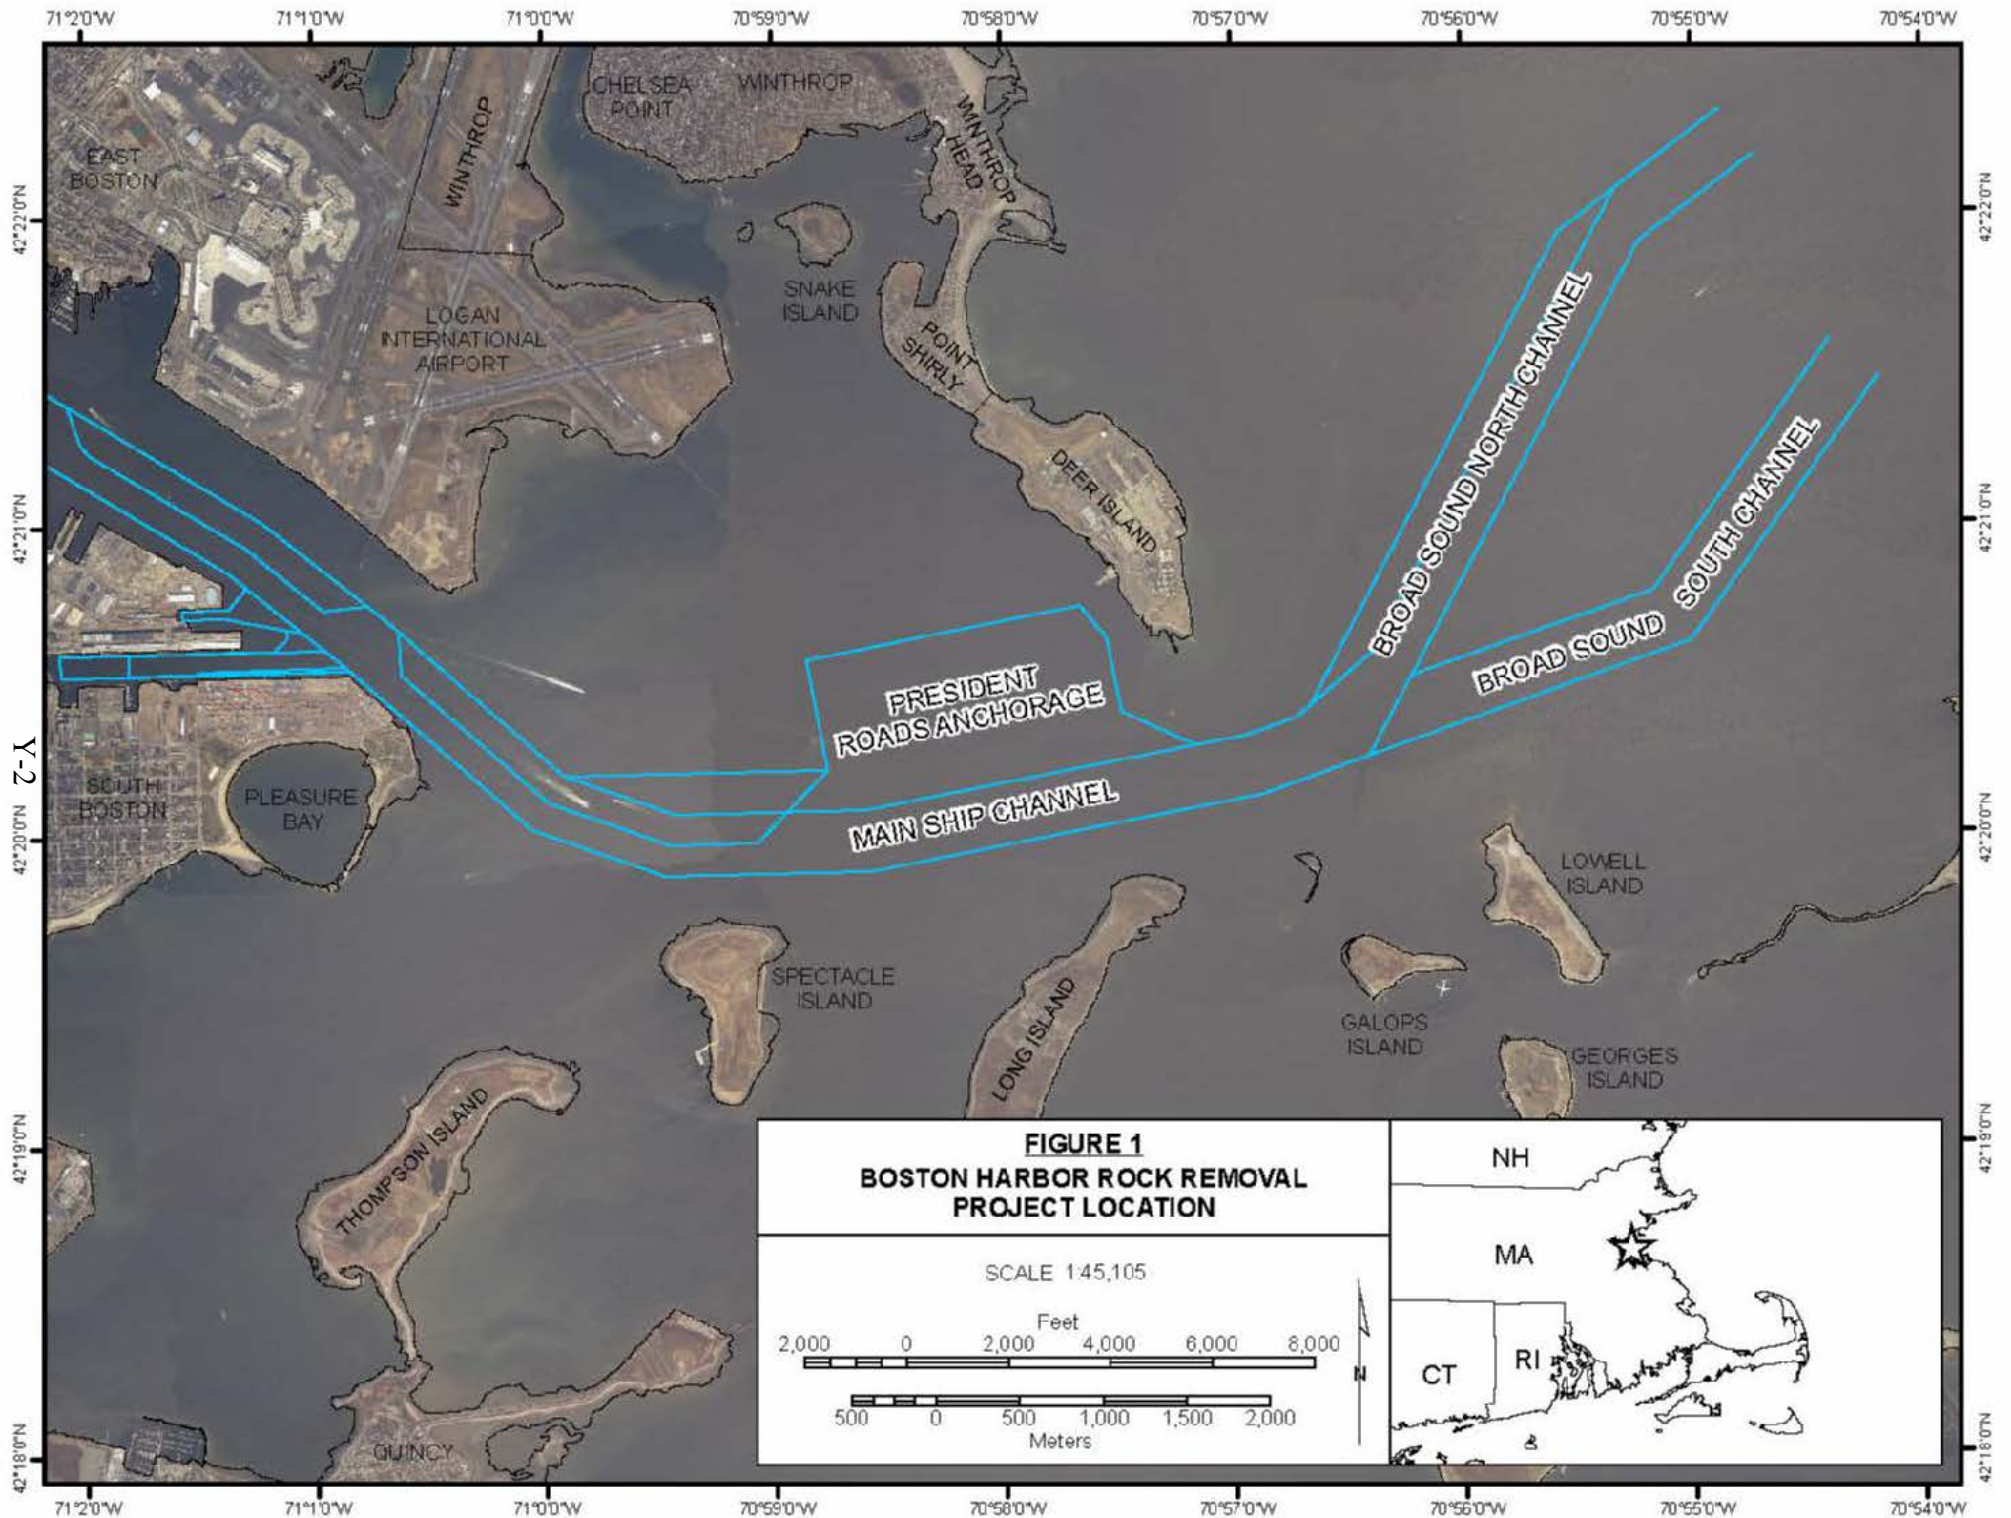 71°2'0"W
71°1'0"W
71°0'0"W
70°59'0"W
70°58'0"W
70°57'0"W
70°56'0"W
70°55'0"W
70°54'0"W
CHELSEA
POINT
WINTHROP
WINTHROP
HEAD
WINTHROP
EAST
BOSTON
42°22'0"N
42°22'0"N
SNAKE
ISLAND
LOGAN
INTERNATIONAL
AIRPORT
POINT
SHIRLY
BROAD SOUND NORTH CHANNEL
DEER ISLAND
42°21'0"N
42°21'0"N
BROAD SOUND
SOUTH CHANNEL
PRESIDENT
ROADS ANCHORAGE
Y-2
SOUTH
BOSTON
PLEASURE
BAY
MAIN SHIP CHANNEL
42°20'0"N
42°20'0"N
LOWELL
ISLAND
SPECTACLE
ISLAND
LONG ISLAND
GALOPS
ISLAND
GEORGES
ISLAND
THOMPSON ISLAND
42°19'0"N
42°19'0"N
FIGURE 1
BOSTON HARBOR ROCK REMOVAL
PROJECT LOCATION
SCALE 1:45,105
Feet
2,000 0 2,000 4,000 6,000 8,000
500 0 500 1,000 1,500 2,000
Meters
N
NH
MA
CT
RI
QUINCY
42°18'0"N
42°18'0"N
71°2'0"W
71°1'0"W
71°0'0"W
70°59'0"W
70°58'0"W
70°57'0"W
70°56'0"W
70°55'0"W
70°54'0"W